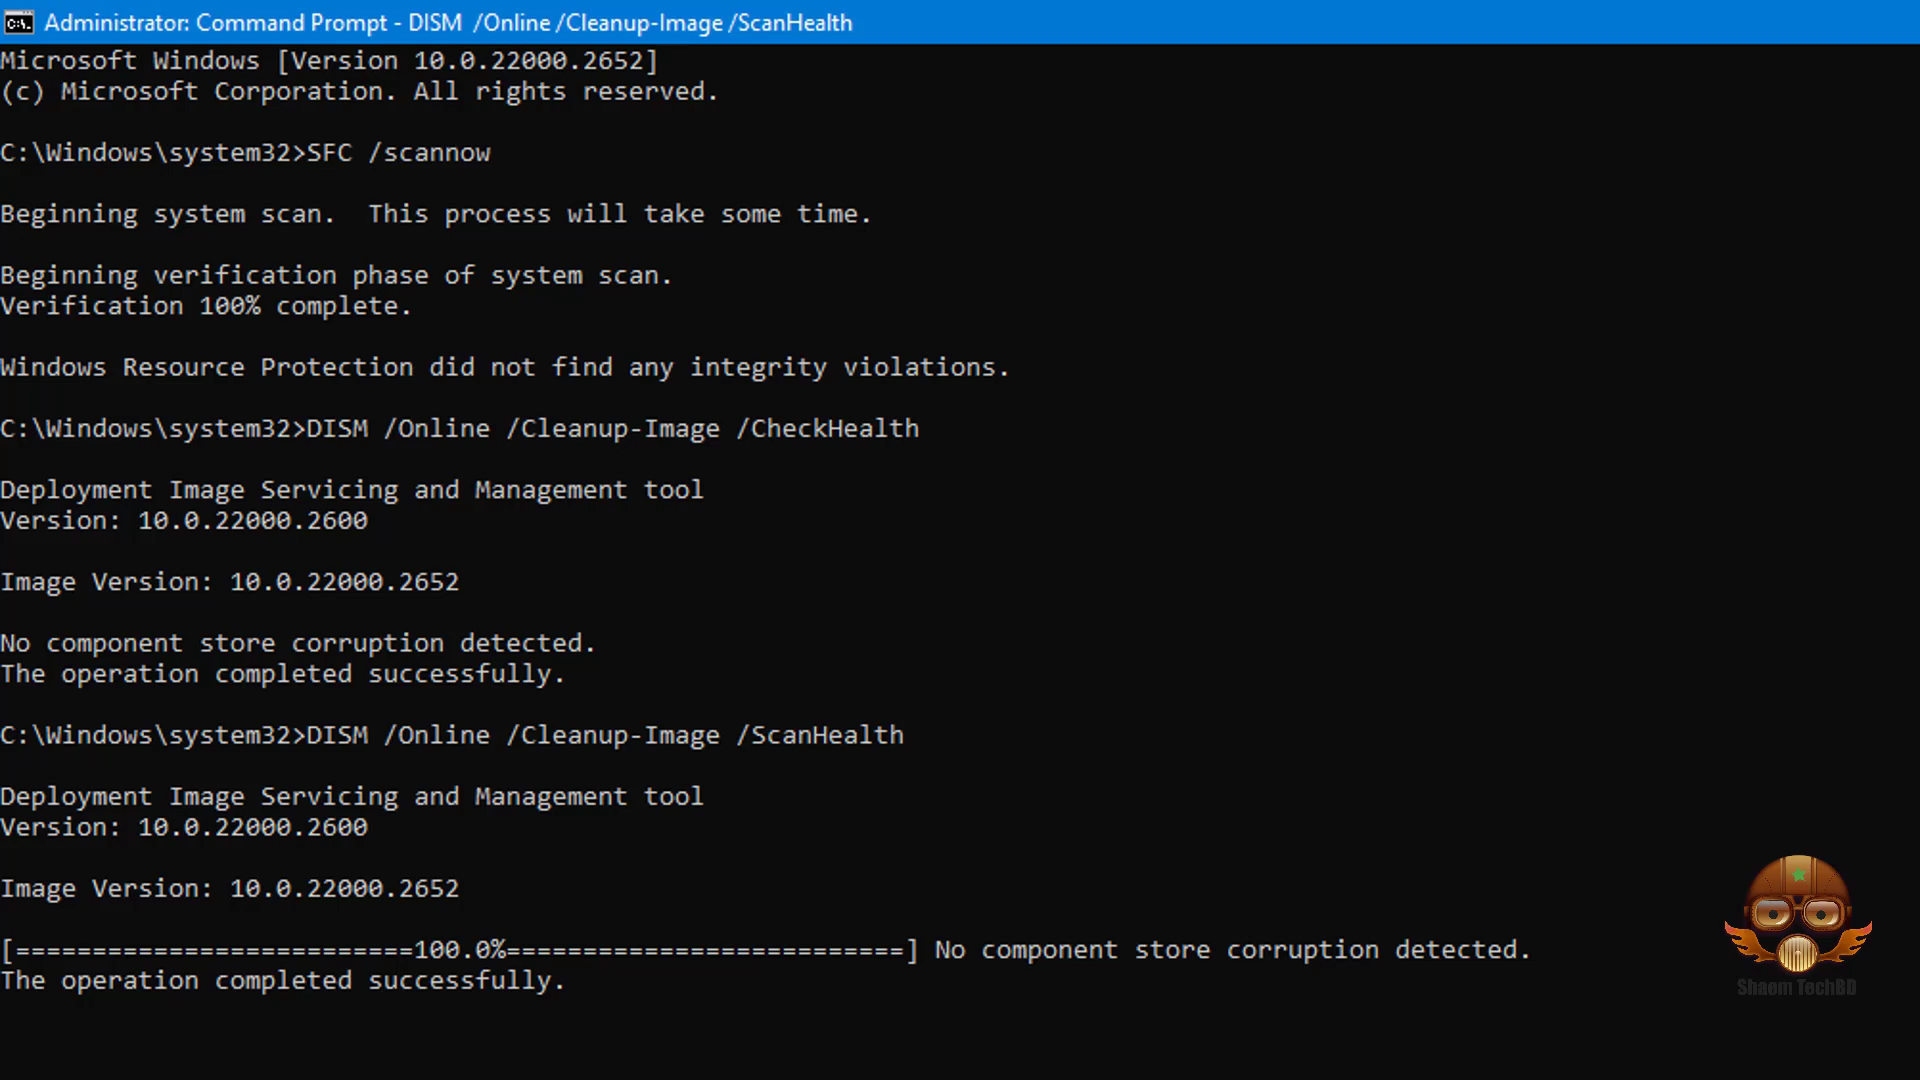 Administrator: Command Prompt - DISM  /Online /Cleanup-Image /ScanHealth
Microsoft Windows [Version 10.0.22000.2652]
(c) Microsoft Corporation. All rights reserved.
C:\Windows\system32>SFC /scannow
Beginning system scan.  This process will take some time.
Beginning verification phase of system scan.
Verification 100% complete.
Windows Resource Protection did not find any integrity violations.
C:\Windows\system32>DISM /Online /Cleanup-Image /CheckHealth
Deployment Image Servicing and Management tool
Version: 10.0.22000.2600
Image Version: 10.0.22000.2652
No component store corruption detected.
The operation completed successfully.
C:\Windows\system32>DISM /Online /Cleanup-Image /ScanHealth
Deployment Image Servicing and Management tool
Version: 10.0.22000.2600
Image Version: 10.0.22000.2652
[==========================100.0%==========================] No component store corruption detected.
The operation completed successfully.
Shaem TechBD